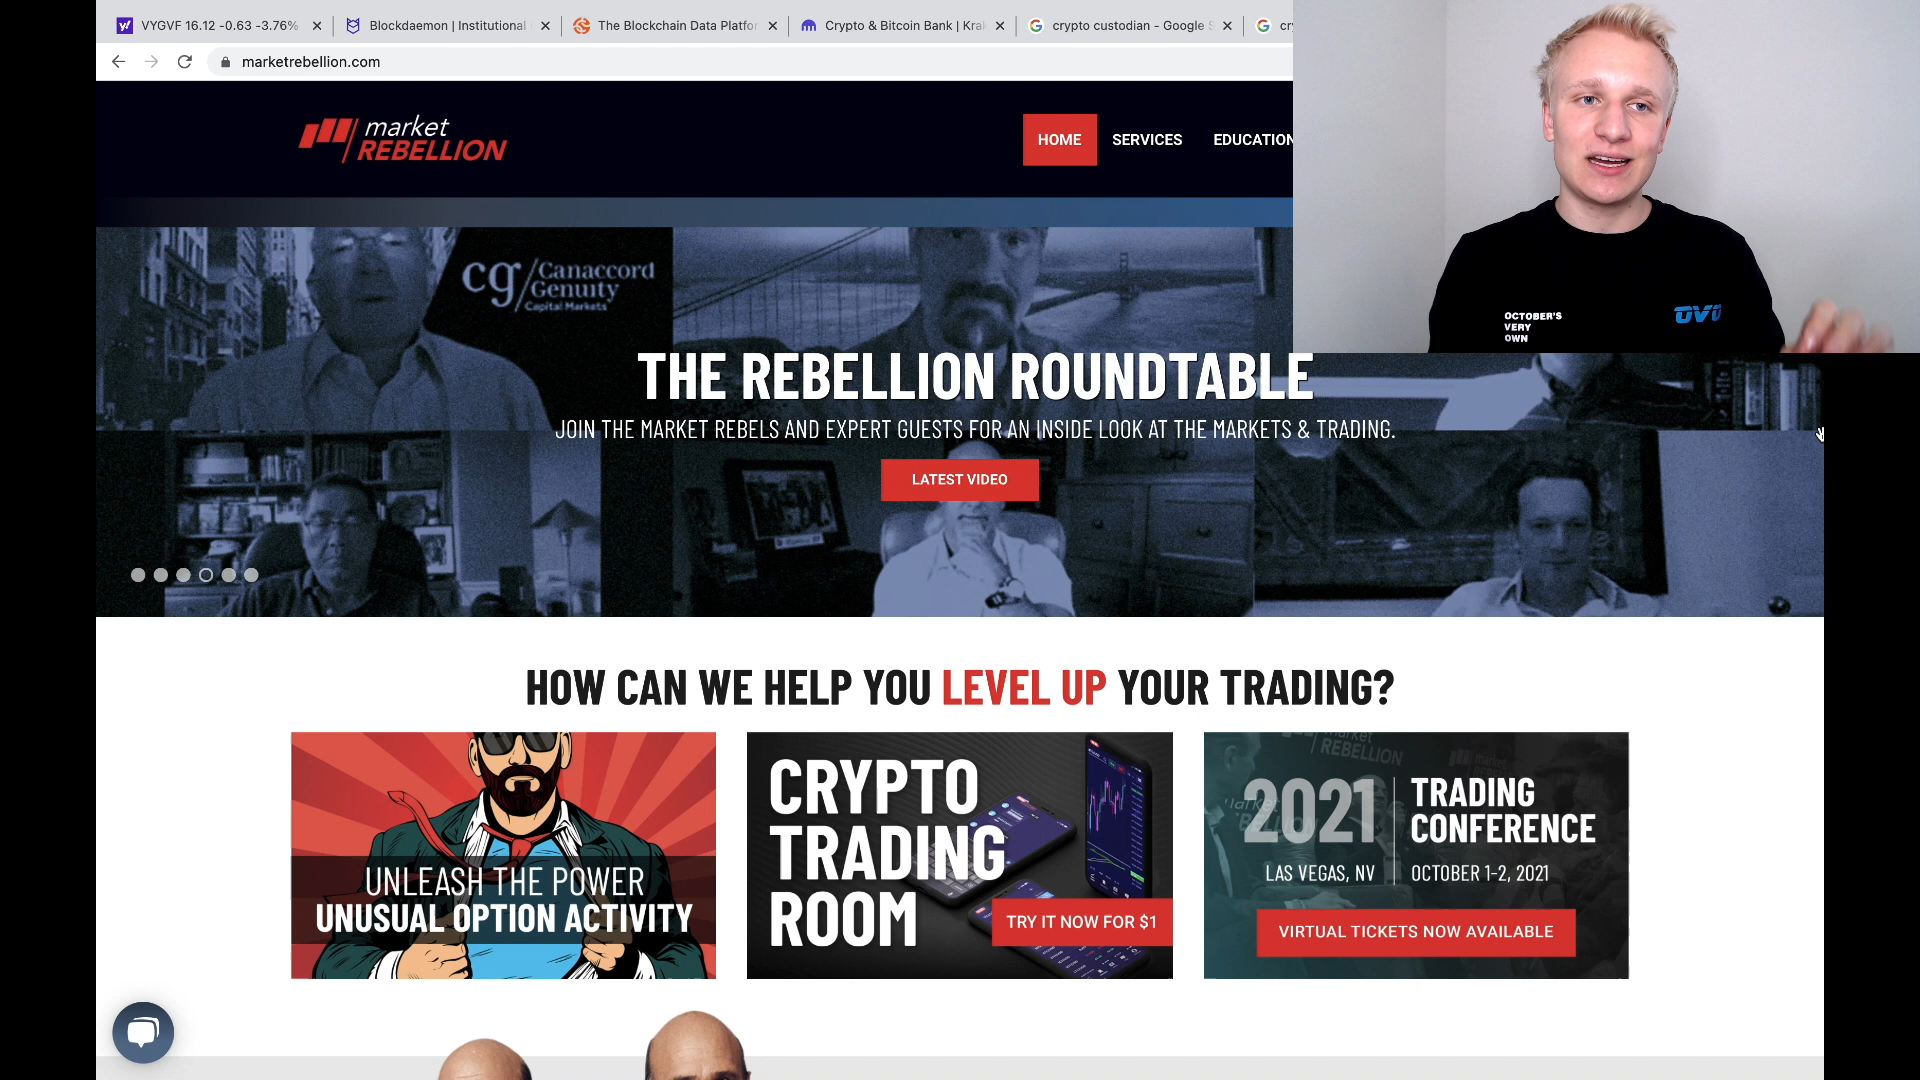 VYGVF 16.12 -0.63 -3.76%
Blockdaemon | Institutional
The Blockchain Data Platfor
Crypto & Bitcoin Bank | Krak
crypto custodian - Google S
cry
marketrebellion.com
market
REBELLION
HOME
SERVICES
EDUCATION
cg/Canaccord
Genuity
Capital Markets
OCTOBER'S
VERY
OWN
OVO
THE REBELLION ROUNDTABLE
JOIN THE MARKET REBELS AND EXPERT GUESTS FOR AN INSIDE LOOK AT THE MARKETS & TRADING.
LATEST VIDEO
HOW CAN WE HELP YOU LEVEL UP YOUR TRADING?
UNLEASH THE POWER
UNUSUAL OPTION ACTIVITY
CRYPTO
TRADING
ROOM
TRY IT NOW FOR $1
market
REBELLION
2021
TRADING
CONFERENCE
LAS VEGAS, NV
OCTOBER 1-2, 2021
VIRTUAL TICKETS NOW AVAILABLE